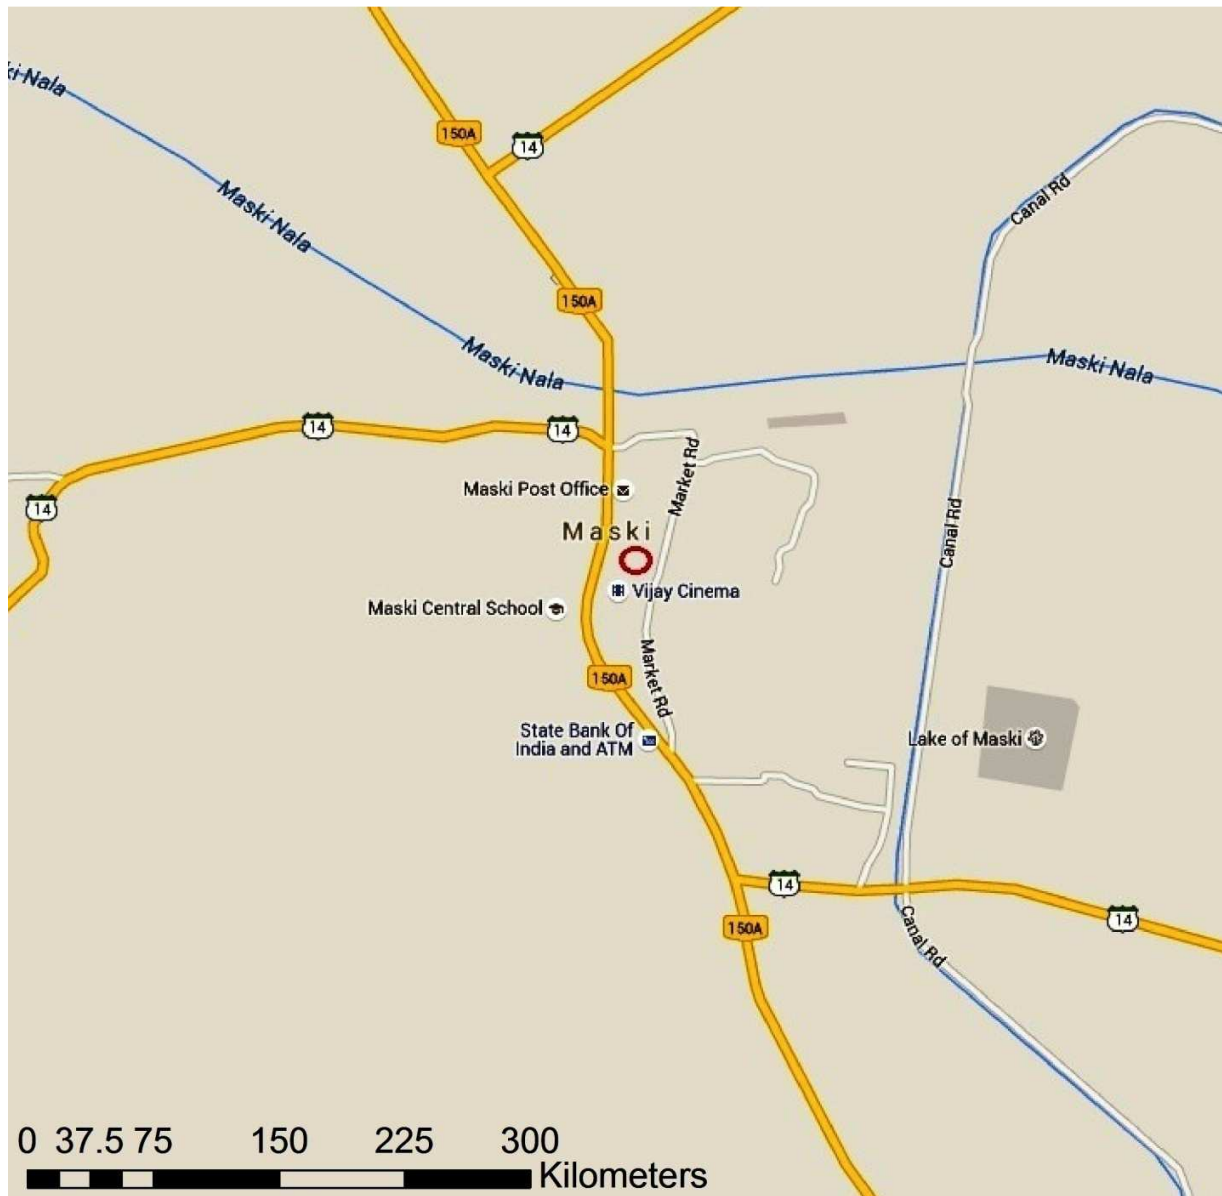 ki Nala
150A
14
Maski Nala
Canal Rd
150A
Maski Nala
Maski Nala
14
14
Market Rd
Maski Post Office
14
Maski
Canal Rd
Vijay Cinema
Maski Central School
150A
Market Rd
State Bank Of
India and ATM
Lake of Maski
14
14
150A
Canal Rd
0 37.5 75 150 225 300
Kilometers